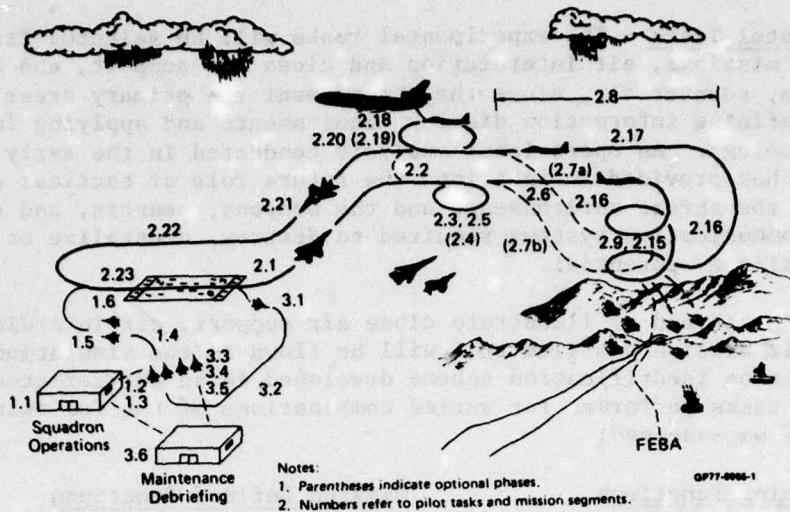 2.8
2.18
2.20 (2.19)
2.17
2.2
(2.7a)
2.6
2.16
2.21
2.3, 2.5
(2.4)
(2.7b)
2.16
2.9, 2.15
2.22
2.23
2.1
1.6
3.1
1.5
1.4
3.3
3.4
3.5
1.2
1.3
3.2
1.1
Squadron
Operations
3.6
Maintenance
Debriefing
FEBA
GP77-0065-1
Notes:
1. Parentheses indicate optional phases.
2. Numbers refer to pilot tasks and mission segments.